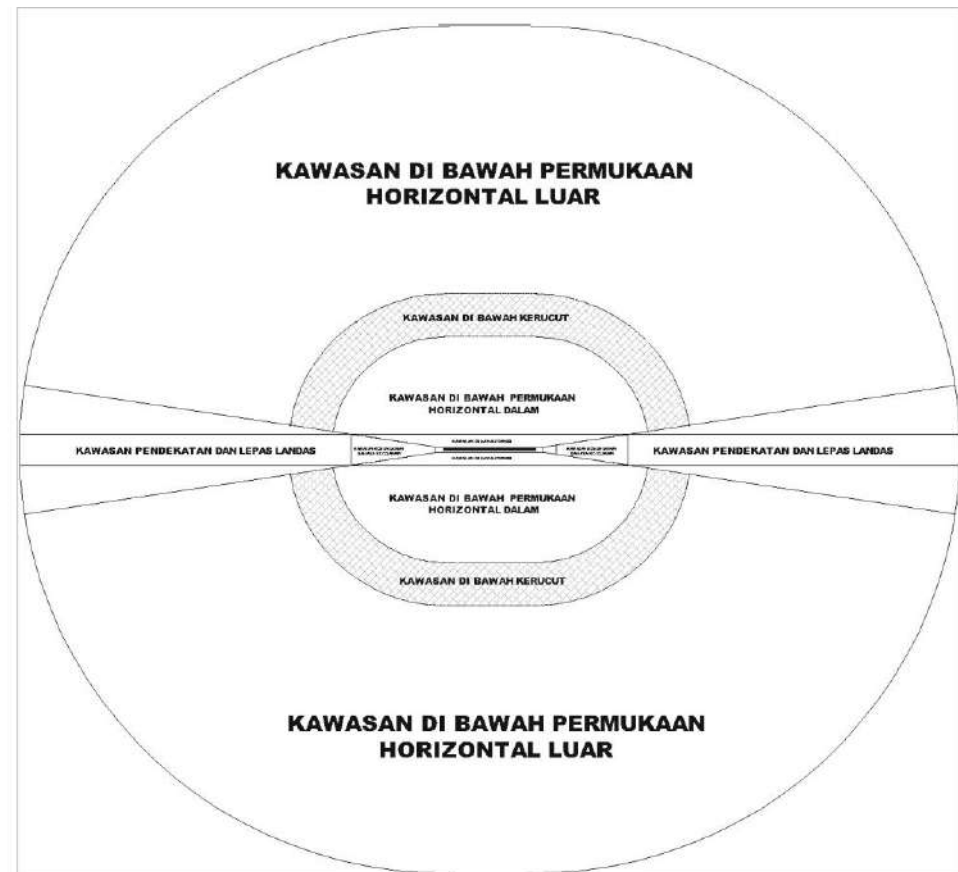 KAWASAN DI BAWAH PERMUKAAN
HORIZONTAL LUAR
KAWASAN DI BAWAH KERUCUT
KAWASAN DI BAWAH PERMUKAAN
HORIZONTAL DALAM
KAWASAN PENDEKATAN DAN LEPAS LANDAS
KAWASAN PENDEKATAN DAN LEPAS LANDAS
KAWASAN DI BAWAH PERMUKAAN
HORIZONTAL DALAM
KAWASAN DI BAWAH KERUCUT
KAWASAN DI BAWAH PERMUKAAN
HORIZONTAL LUAR